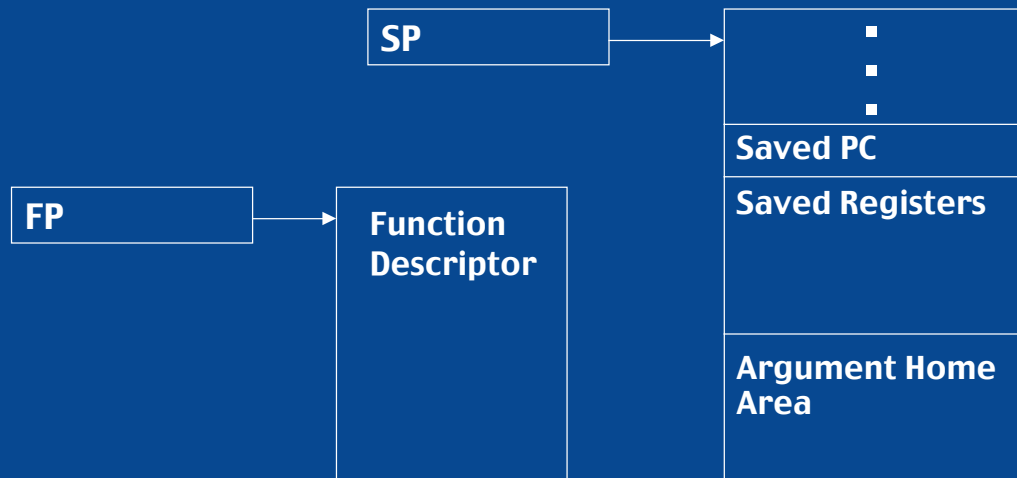 SP
Saved PC
FP
Function
Descriptor
Saved Registers
Argument Home
Area